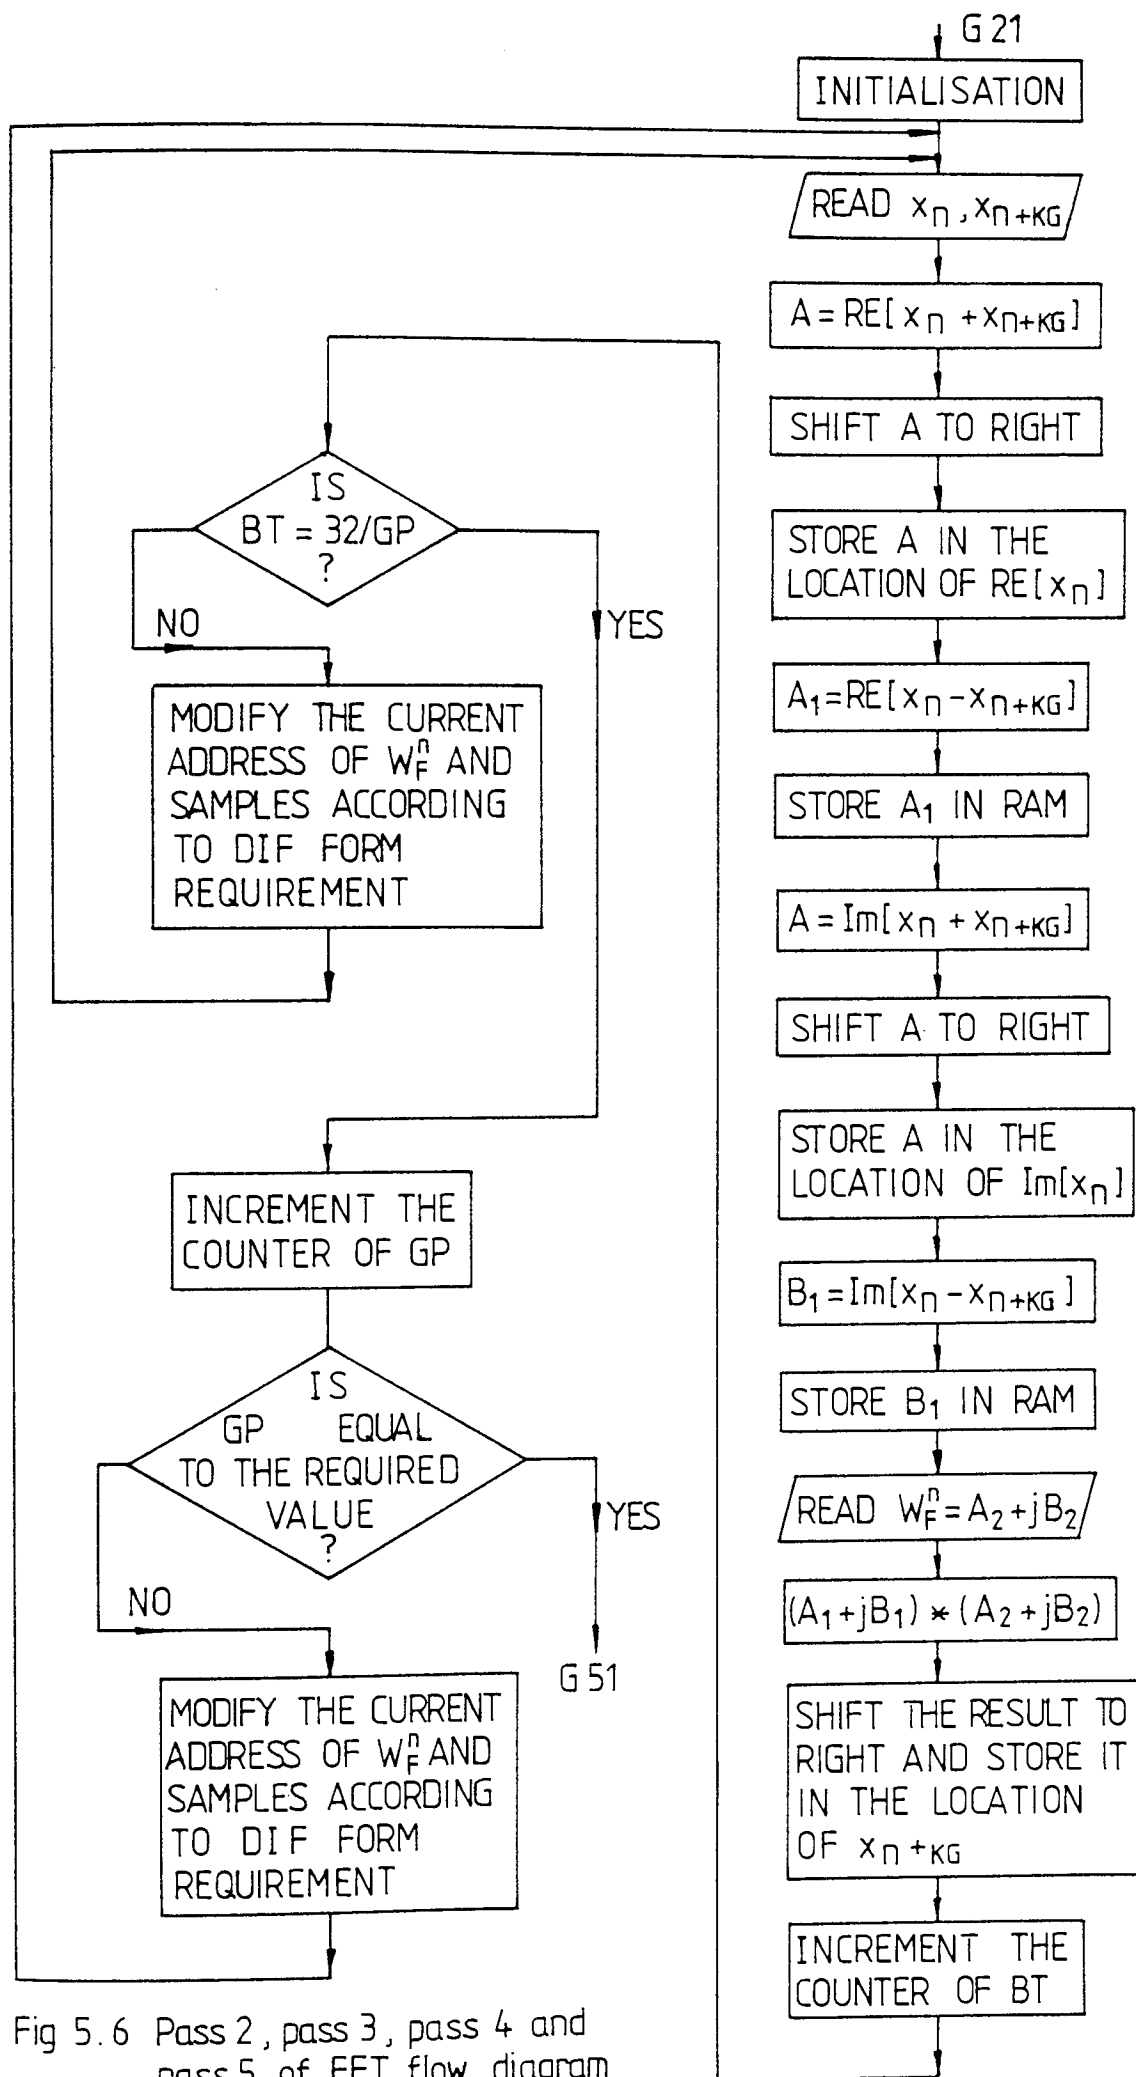 G 21
INITIALISATION
READ xₙ, xₙ₊KG
A = RE[xₙ + xₙ₊KG]
SHIFT A TO RIGHT
STORE A IN THE
LOCATION OF RE[xₙ]
A₁ = RE[xₙ − xₙ₊KG]
STORE A₁ IN RAM
A = Im[xₙ + xₙ₊KG]
SHIFT A TO RIGHT
STORE A IN THE
LOCATION OF Im[xₙ]
B₁ = Im[xₙ − xₙ₊KG]
STORE B₁ IN RAM
READ W_F^n = A₂ + jB₂
(A₁ + jB₁) * (A₂ + jB₂)
SHIFT THE RESULT TO
RIGHT AND STORE IT
IN THE LOCATION
OF xₙ₊KG
INCREMENT THE
COUNTER OF BT
IS
BT = 32/GP
?
NO
YES
MODIFY THE CURRENT
ADDRESS OF W_F^n AND
SAMPLES ACCORDING
TO DIF FORM
REQUIREMENT
INCREMENT THE
COUNTER OF GP
IS
GP EQUAL
TO THE REQUIRED
VALUE
?
NO
YES
G 51
MODIFY THE CURRENT
ADDRESS OF W_F^n AND
SAMPLES ACCORDING
TO DIF FORM
REQUIREMENT
Fig 5.6 Pass 2, pass 3, pass 4 and
pass 5 of FFT flow diagram